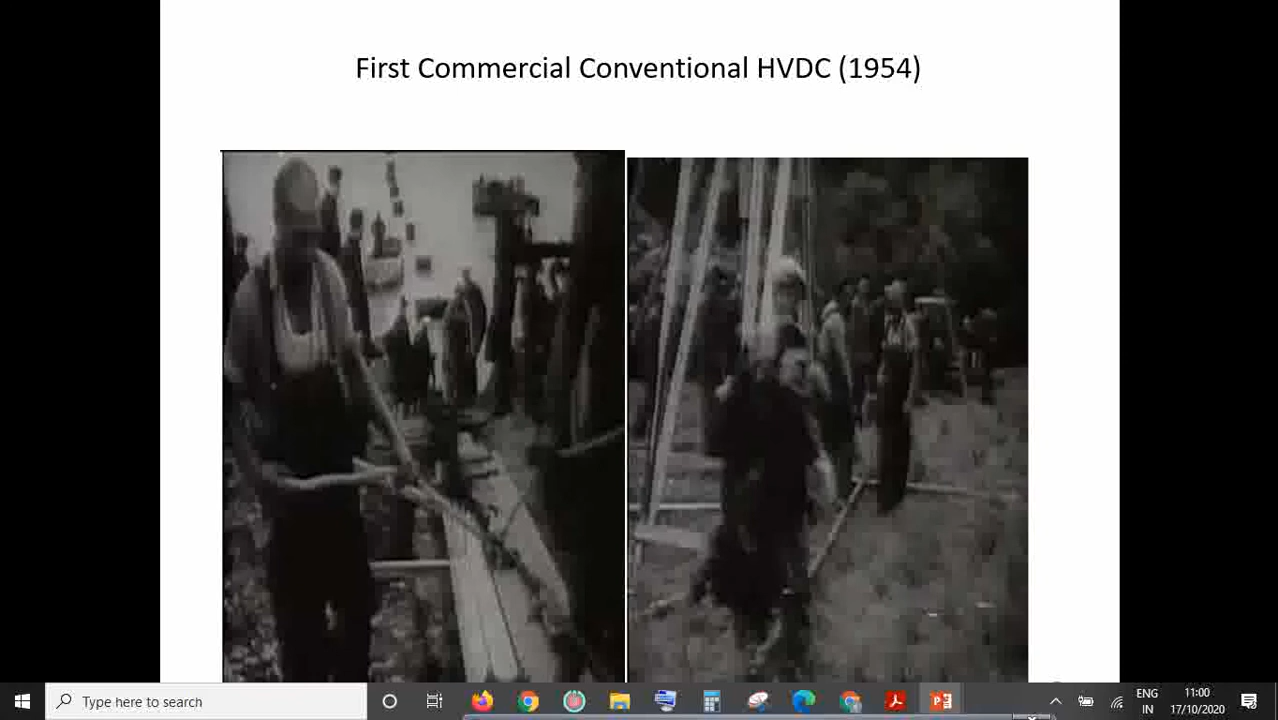 First Commercial Conventional HVDC (1954)
Type here to search
ENG
IN
11:00
17/10/2020